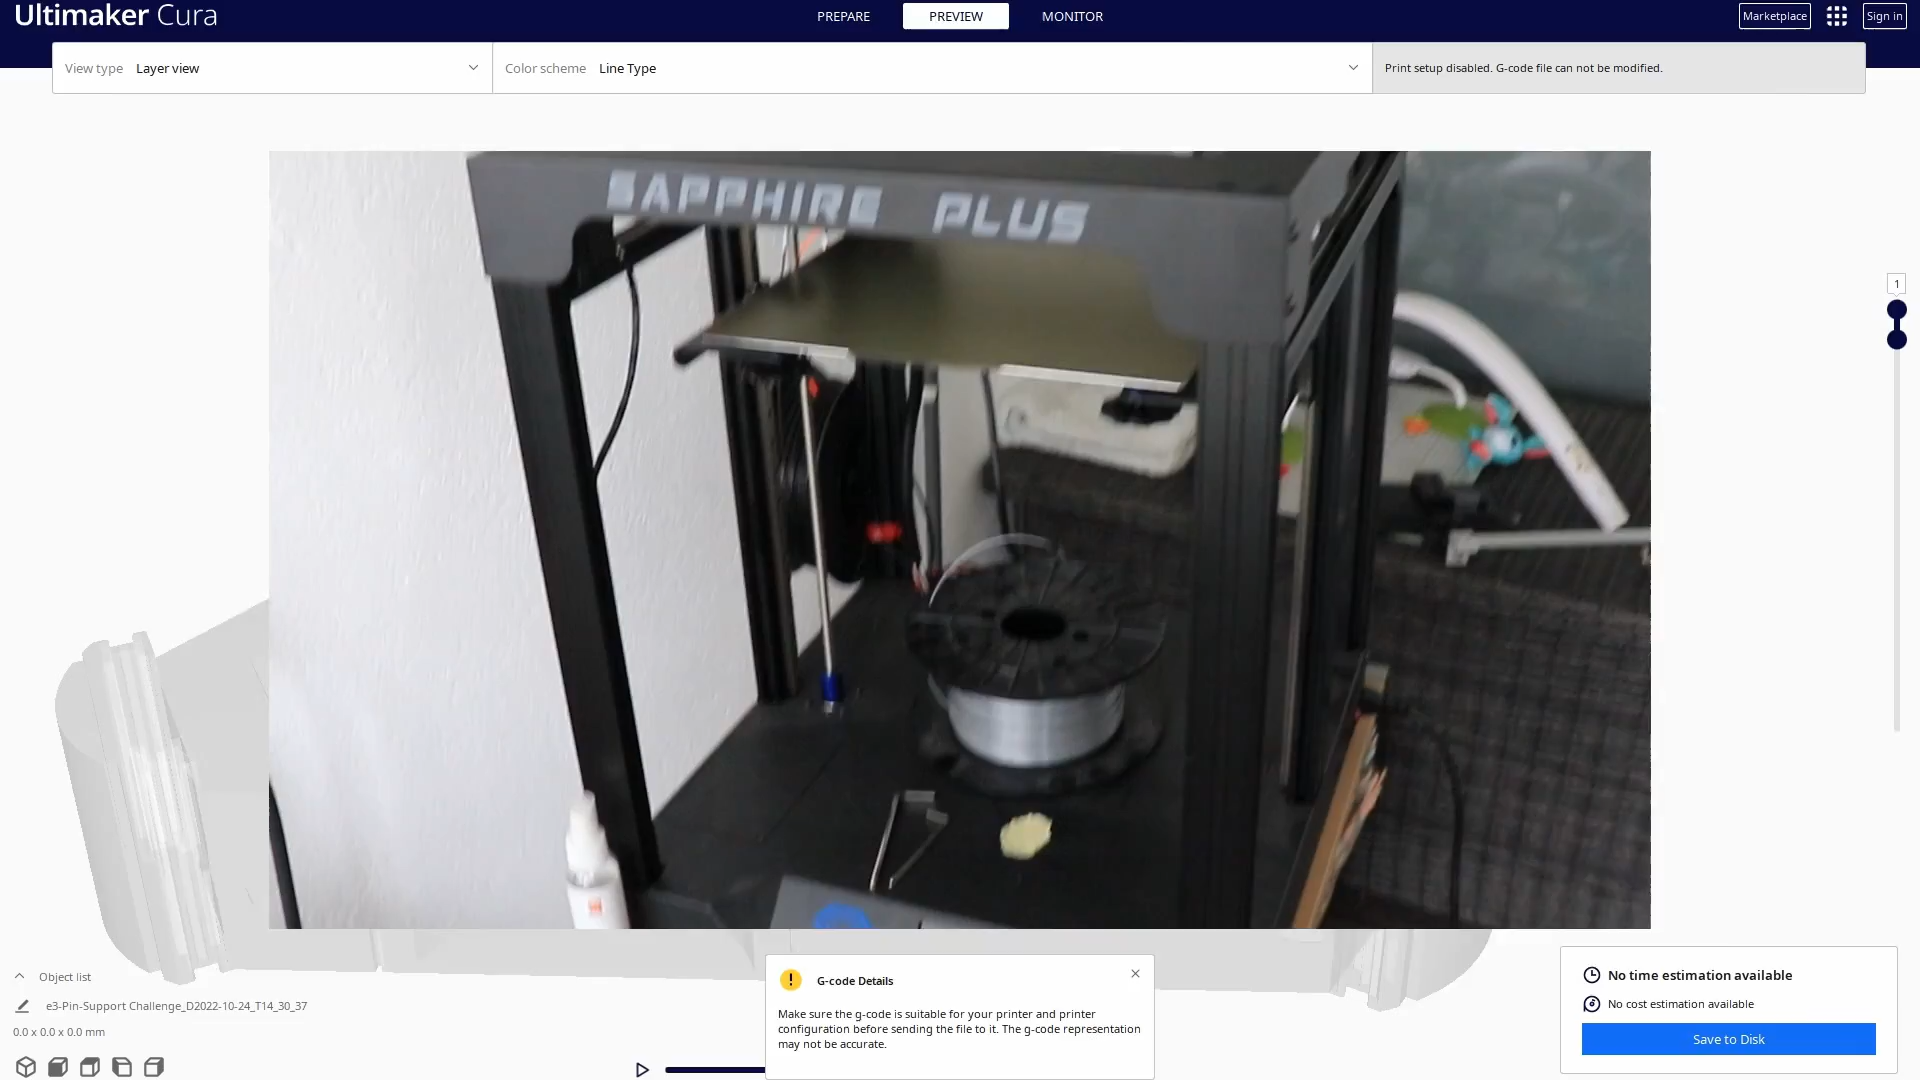 Ultimaker Cura
PREPARE
PREVIEW
MONITOR
Marketplace
Sign in
View type Layer view
Color scheme Line Type
Print setup disabled. G-code file can not be modified.
SAPPHIRE PLUS
1
Object list
e3-Pin-Support Challenge_D2022-10-24_T14_30_37
0.0 x 0.0 x 0.0 mm
G-code Details
Make sure the g-code is suitable for your printer and printer
configuration before sending the file to it. The g-code representation
may not be accurate.
No time estimation available
No cost estimation available
Save to Disk